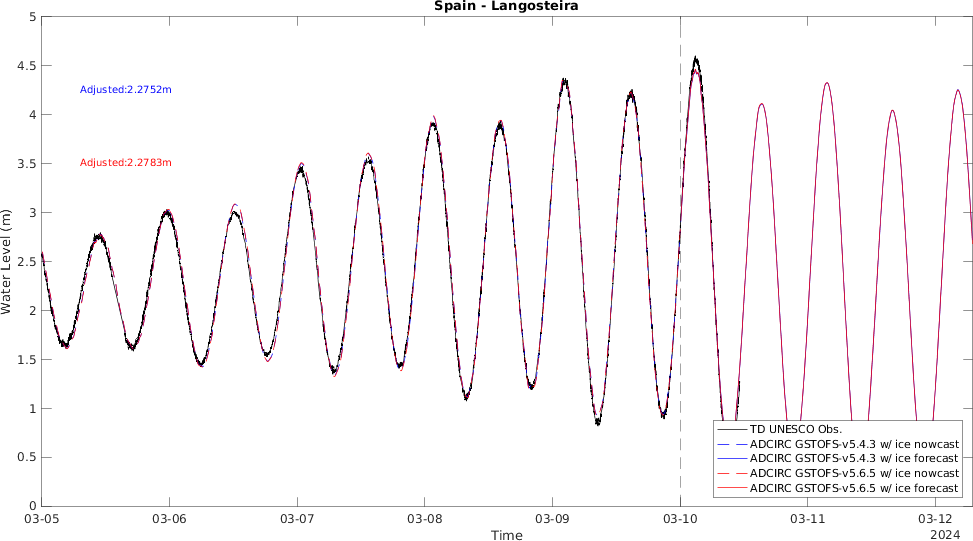 Spain - Langosteira
5
4.5
4
3.5
3
2.5
2
1.5
1
0.5
0
Water Level (m)
Adjusted:2.2752m
Adjusted:2.2783m
TD UNESCO Obs.
ADCIRC GSTOFS-v5.4.3 w/ ice nowcast
ADCIRC GSTOFS-v5.4.3 w/ ice forecast
ADCIRC GSTOFS-v5.6.5 w/ ice nowcast
ADCIRC GSTOFS-v5.6.5 w/ ice forecast
03-05 03-06 03-07 03-08 03-09 03-10 03-11 03-12
Time
2024